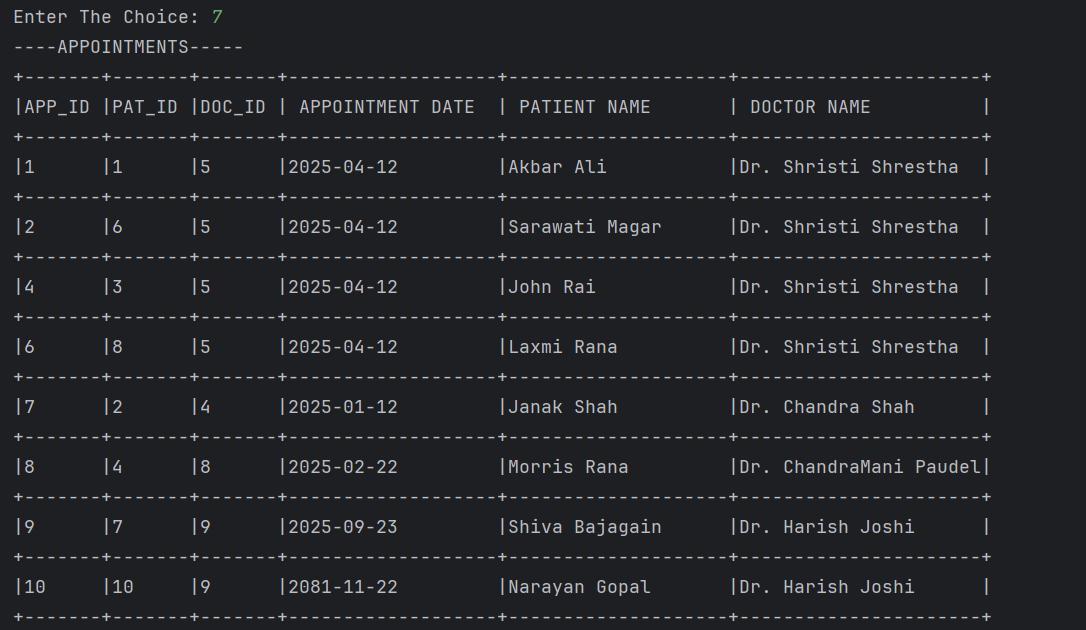 Enter The Choice: 7
----APPOINTMENTS-----
+-------+-------+-------+-------------------+--------------------+----------------------+
|APP_ID |PAT_ID |DOC_ID | APPOINTMENT DATE  | PATIENT NAME       | DOCTOR NAME          |
+-------+-------+-------+-------------------+--------------------+----------------------+
|1      |1      |5      |2025-04-12         |Akbar Ali           |Dr. Shristi Shrestha  |
+-------+-------+-------+-------------------+--------------------+----------------------+
|2      |6      |5      |2025-04-12         |Sarawati Magar      |Dr. Shristi Shrestha  |
+-------+-------+-------+-------------------+--------------------+----------------------+
|4      |3      |5      |2025-04-12         |John Rai            |Dr. Shristi Shrestha  |
+-------+-------+-------+-------------------+--------------------+----------------------+
|6      |8      |5      |2025-04-12         |Laxmi Rana          |Dr. Shristi Shrestha  |
+-------+-------+-------+-------------------+--------------------+----------------------+
|7      |2      |4      |2025-01-12         |Janak Shah          |Dr. Chandra Shah      |
+-------+-------+-------+-------------------+--------------------+----------------------+
|8      |4      |8      |2025-02-22         |Morris Rana         |Dr. ChandraMani Paudel|
+-------+-------+-------+-------------------+--------------------+----------------------+
|9      |7      |9      |2025-09-23         |Shiva Bajagain      |Dr. Harish Joshi      |
+-------+-------+-------+-------------------+--------------------+----------------------+
|10     |10     |9      |2081-11-22         |Narayan Gopal       |Dr. Harish Joshi      |
+-------+-------+-------+-------------------+--------------------+----------------------+